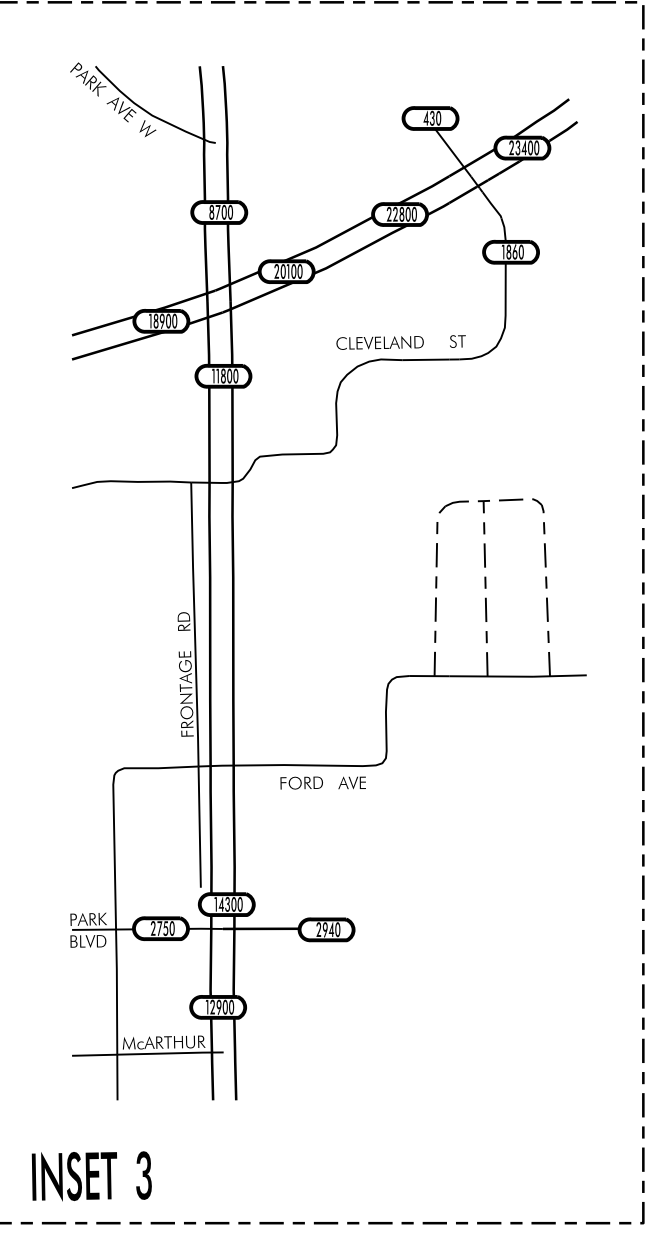 PARK AVE W
430
23400
8700
22800
1860
20100
18900
CLEVELAND ST
11800
FRONTAGE RD
FORD AVE
14300
PARK
BLVD
2750
2940
12900
McARTHUR
INSET 3